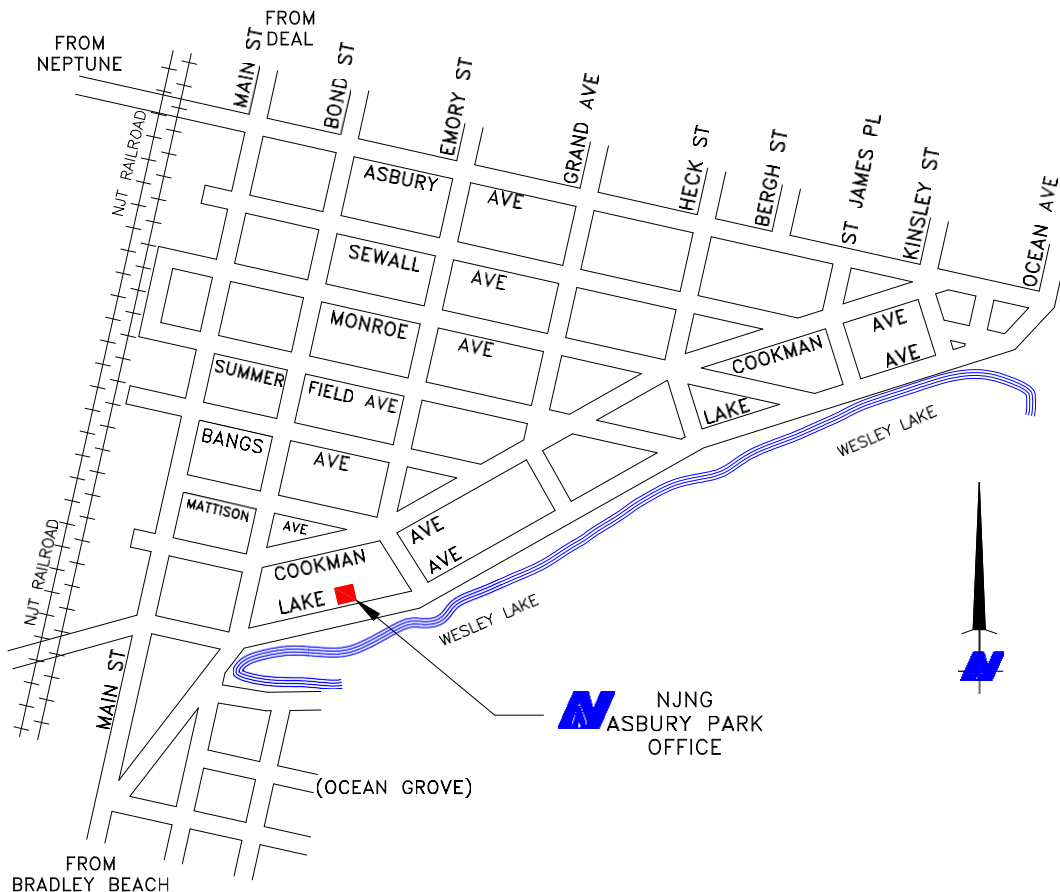 FROM
DEAL
FROM
NEPTUNE
MAIN ST
BOND ST
EMORY ST
GRAND AVE
HECK ST
BERGH ST
ST JAMES PL
KINSLEY ST
OCEAN AVE
NJT RAILROAD
ASBURY AVE
SEWALL AVE
MONROE AVE
SUMMER FIELD AVE
BANGS AVE
MATTISON AVE
COOKMAN AVE
LAKE AVE
COOKMAN AVE
LAKE AVE
WESLEY LAKE
NJT RAILROAD
WESLEY LAKE
MAIN ST
N
N NJNG
ASBURY PARK
OFFICE
(OCEAN GROVE)
FROM
BRADLEY BEACH